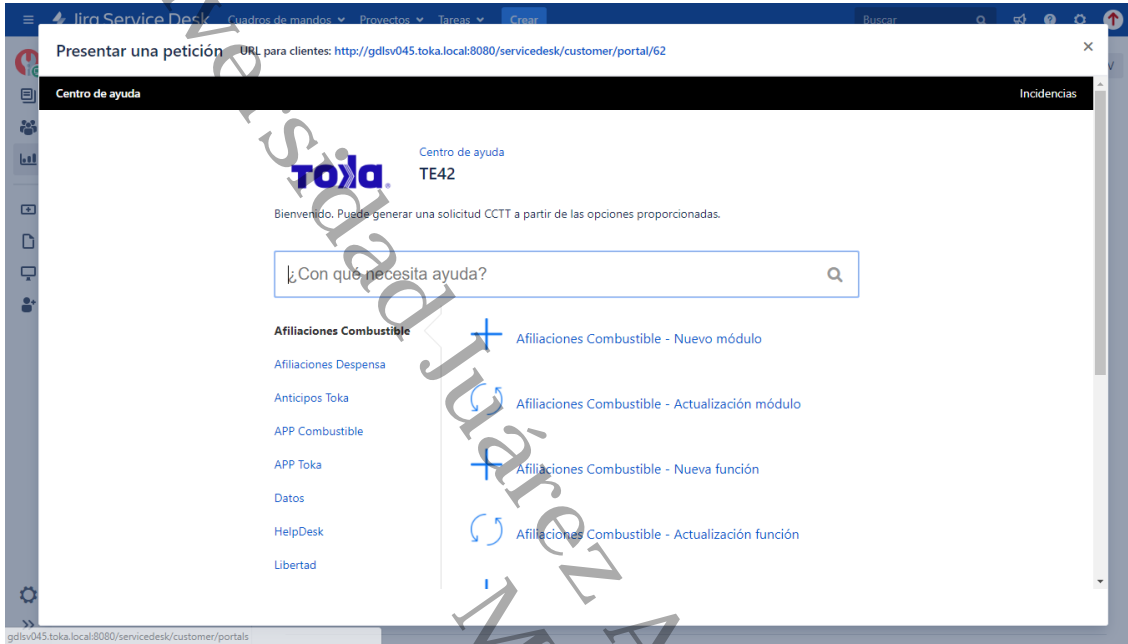 Jira Service Desk Cuadros de mandos Proyectos Tareas Crear Buscar
Presentar una petición URL para clientes: http://gdlsv045.toka.local:8080/servicedesk/customer/portal/62
Centro de ayuda Incidencias
Centro de ayuda
TOKA
TE42
Bienvenido. Puede generar una solicitud CCTT a partir de las opciones proporcionadas.
¿Con qué necesita ayuda?
Afiliaciones Combustible
Afiliaciones Despensa
Anticipos Toka
APP Combustible
APP Toka
Datos
HelpDesk
Libertad
Afiliaciones Combustible - Nuevo módulo
Afiliaciones Combustible - Actualización módulo
Afiliaciones Combustible - Nueva función
Afiliaciones Combustible - Actualización función
gdlsv045.toka.local:8080/servicedesk/customer/portals
versidad Juárez A
M